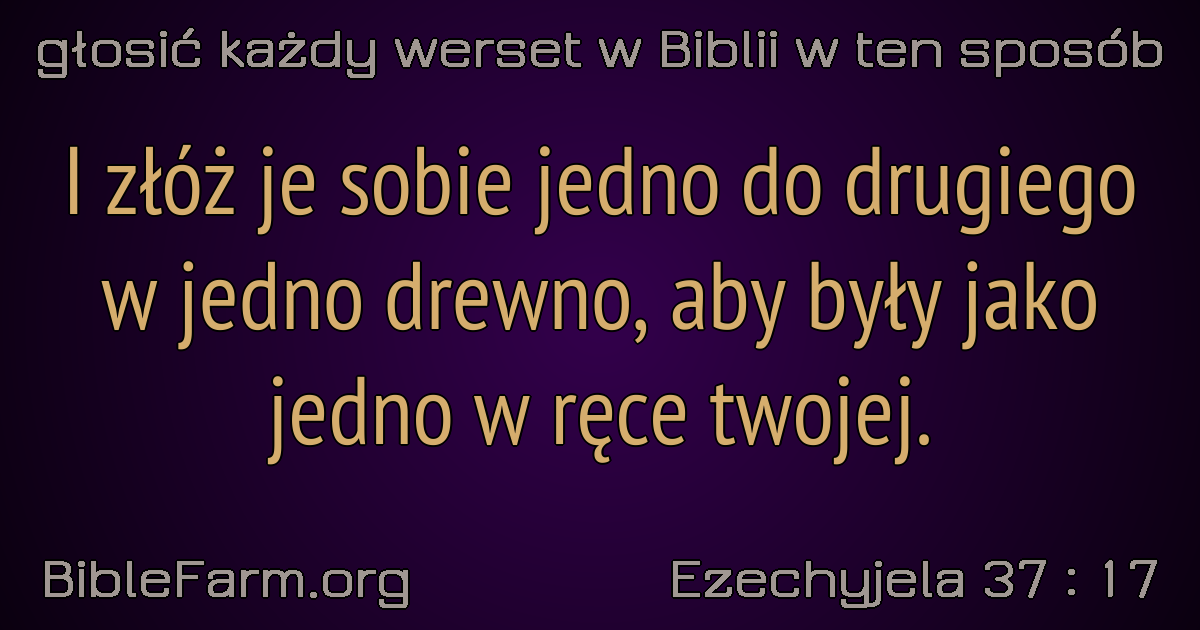 głosić każdy werset w Biblii w ten sposób
I złóż je sobie jedno do drugiego
w jedno drewno, aby były jako
jedno w ręce twojej.
BibleFarm.org
Ezechyjela 37 : 17